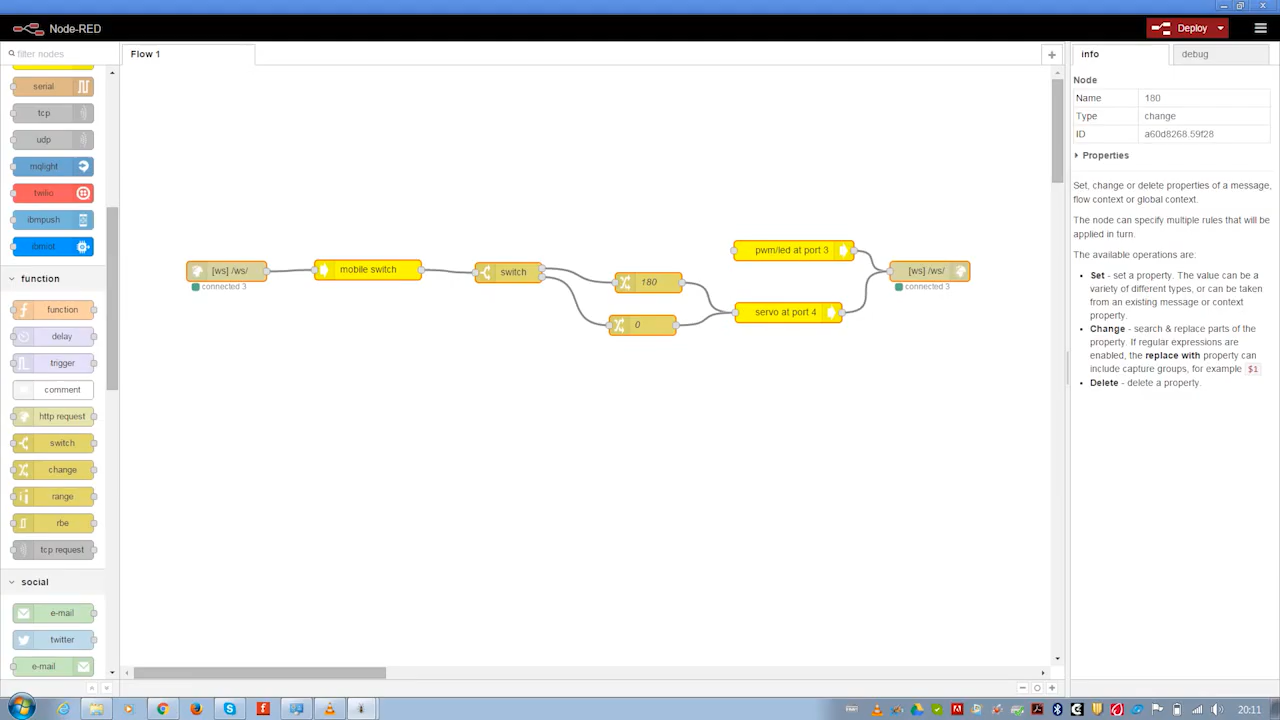 Node-RED
Deploy
filter nodes
Flow 1
info
debug
serial
tcp
udp
mqlight
twilio
ibmpush
ibmiot
function
function
delay
trigger
comment
http request
switch
change
range
rbe
tcp request
social
e-mail
twitter
e-mail
[ws] /ws/
connected 3
mobile switch
switch
180
0
pwm/led at port 3
servo at port 4
[ws] /ws/
connected 3
Node
Name 180
Type change
ID a60d8268.59f28
Properties
Set, change or delete properties of a message,
flow context or global context.
The node can specify multiple rules that will be
applied in turn.
The available operations are:
Set - set a property. The value can be a
variety of different types, or can be taken
from an existing message or context
property.
Change - search & replace parts of the
property. If regular expressions are
enabled, the replace with property can
include capture groups, for example $1
Delete - delete a property.
20:11